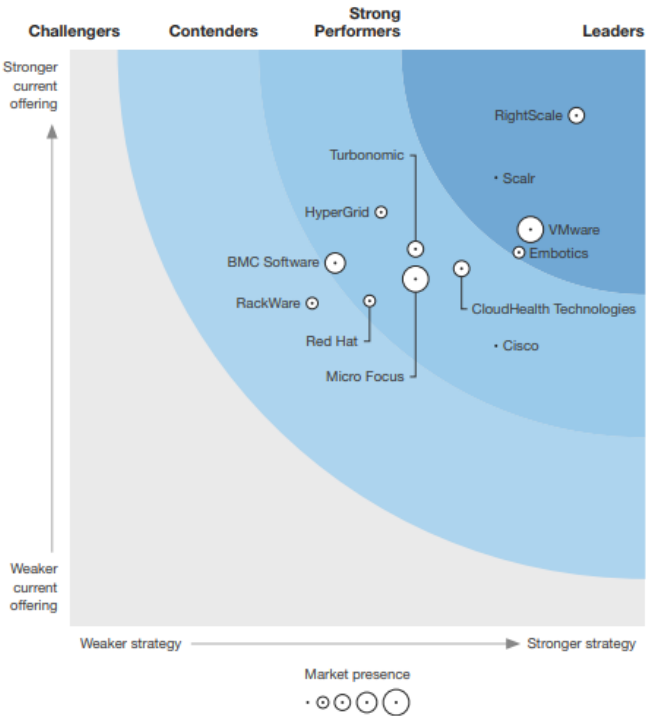 Challengers
Contenders
Strong
Performers
Leaders
Stronger
current
offering
RightScale
Turbonomic
Scalr
HyperGrid
VMware
Embotics
BMC Software
RackWare
CloudHealth Technologies
Red Hat
Cisco
Micro Focus
Weaker
current
offering
Weaker strategy
Stronger strategy
Market presence